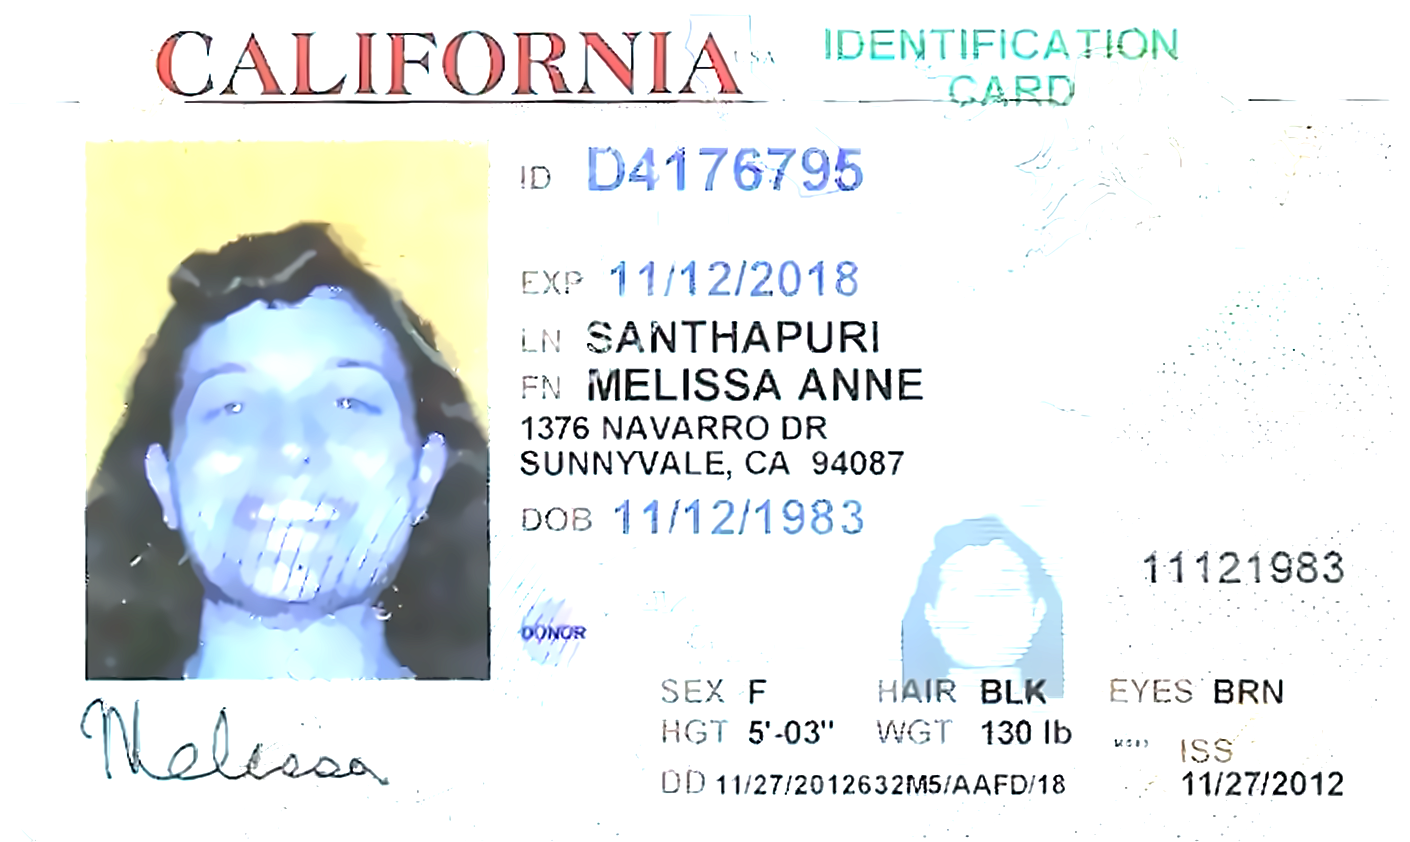 CALIFORNIA USA IDENTIFICATION CARD
ID D4176795
EXP 11/12/2018
LN SANTHAPURI
FN MELISSA ANNE
1376 NAVARRO DR
SUNNYVALE, CA 94087
DOB 11/12/1983
11121983
DONOR
SEX F HAIR BLK EYES BRN
HGT 5'-03" WGT 130 lb
ISS
DD 11/27/2012632M5/AAFD/18 11/27/2012
Melissa